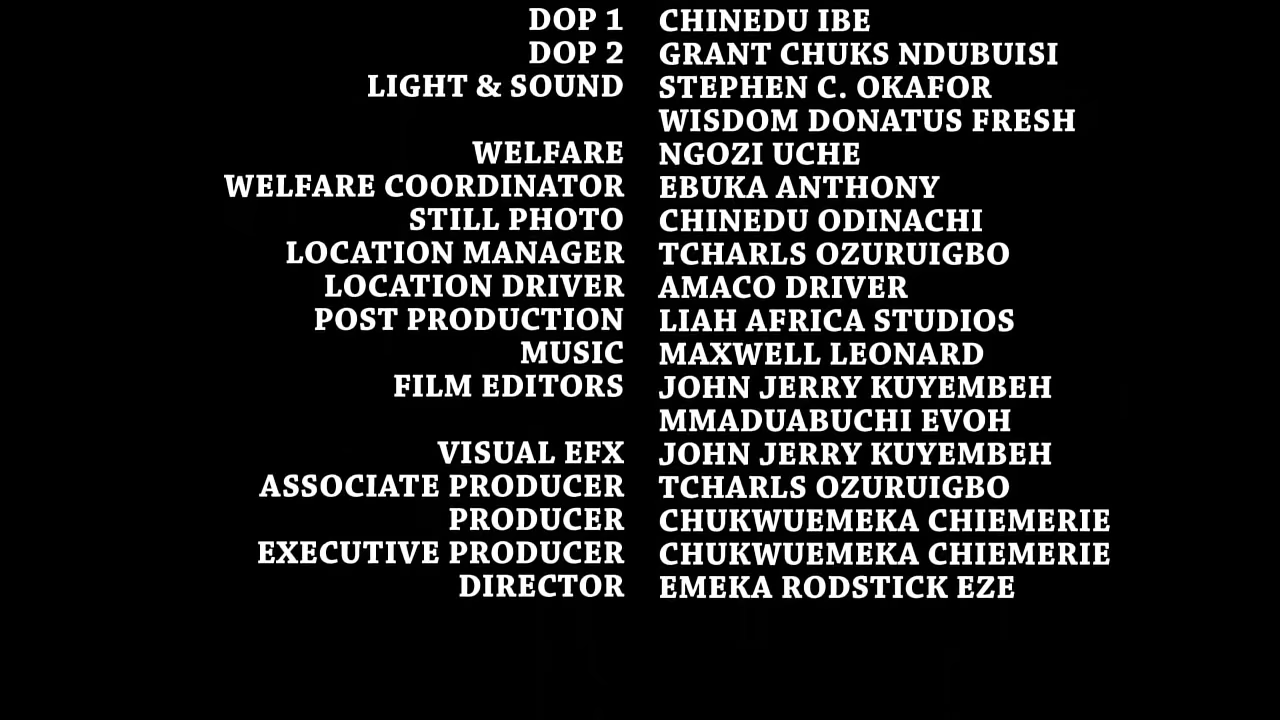 DOP 1 CHINEDU IBE
DOP 2 GRANT CHUKS NDUBUISI
LIGHT & SOUND STEPHEN C. OKAFOR
WISDOM DONATUS FRESH
WELFARE NGOZI UCHE
WELFARE COORDINATOR EBUKA ANTHONY
STILL PHOTO CHINEDU ODINACHI
LOCATION MANAGER TCHARLS OZURUIGBO
LOCATION DRIVER AMACO DRIVER
POST PRODUCTION LIAH AFRICA STUDIOS
MUSIC MAXWELL LEONARD
FILM EDITORS JOHN JERRY KUYEMBEH
MMADUABUCHI EVOH
VISUAL EFX JOHN JERRY KUYEMBEH
ASSOCIATE PRODUCER TCHARLS OZURUIGBO
PRODUCER CHUKWUEMEKA CHIEMERIE
EXECUTIVE PRODUCER CHUKWUEMEKA CHIEMERIE
DIRECTOR EMEKA RODSTICK EZE